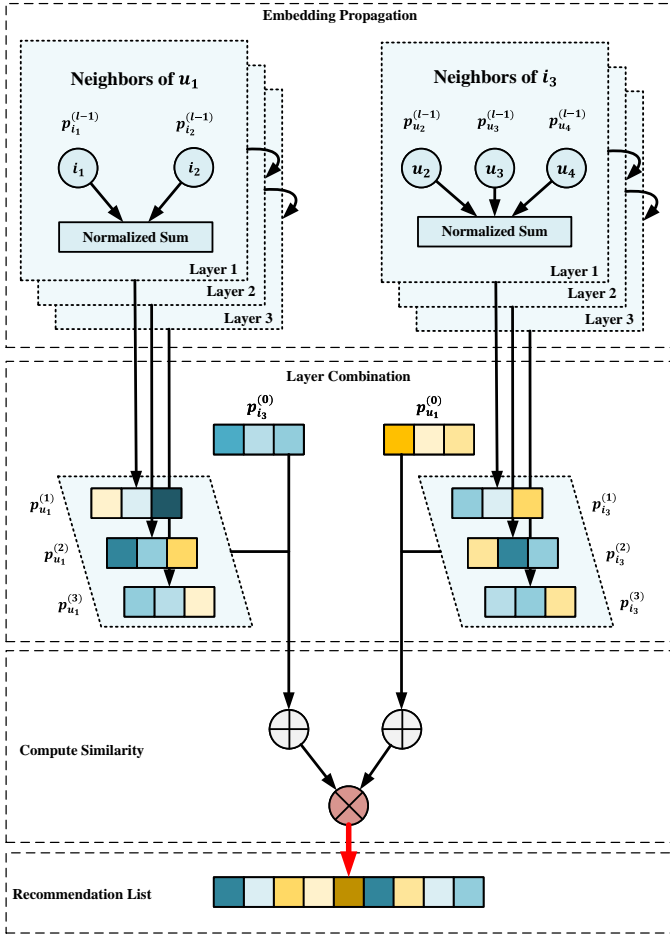 Embedding Propagation
Neighbors of u₁
p_{i₁}^{(l-1)} p_{i₂}^{(l-1)}
i₁ i₂
Normalized Sum
Layer 1
Layer 2
Layer 3
Neighbors of i₃
p_{u₂}^{(l-1)} p_{u₃}^{(l-1)} p_{u₄}^{(l-1)}
u₂ u₃ u₄
Normalized Sum
Layer 1
Layer 2
Layer 3
Layer Combination
p_{i₃}^{(0)} p_{u₁}^{(0)}
p_{u₁}^{(1)}
p_{u₁}^{(2)}
p_{u₁}^{(3)}
p_{i₃}^{(1)}
p_{i₃}^{(2)}
p_{i₃}^{(3)}
Compute Similarity
Recommendation List